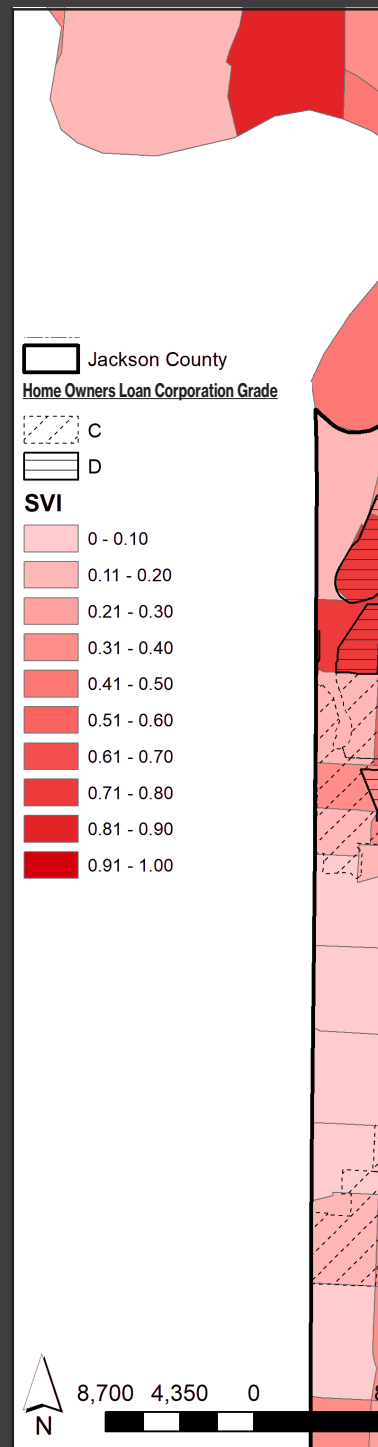 Jackson County
Home Owners Loan Corporation Grade
C
D
SVI
0 - 0.10
0.11 - 0.20
0.21 - 0.30
0.31 - 0.40
0.41 - 0.50
0.51 - 0.60
0.61 - 0.70
0.71 - 0.80
0.81 - 0.90
0.91 - 1.00
8,700 4,350 0
N